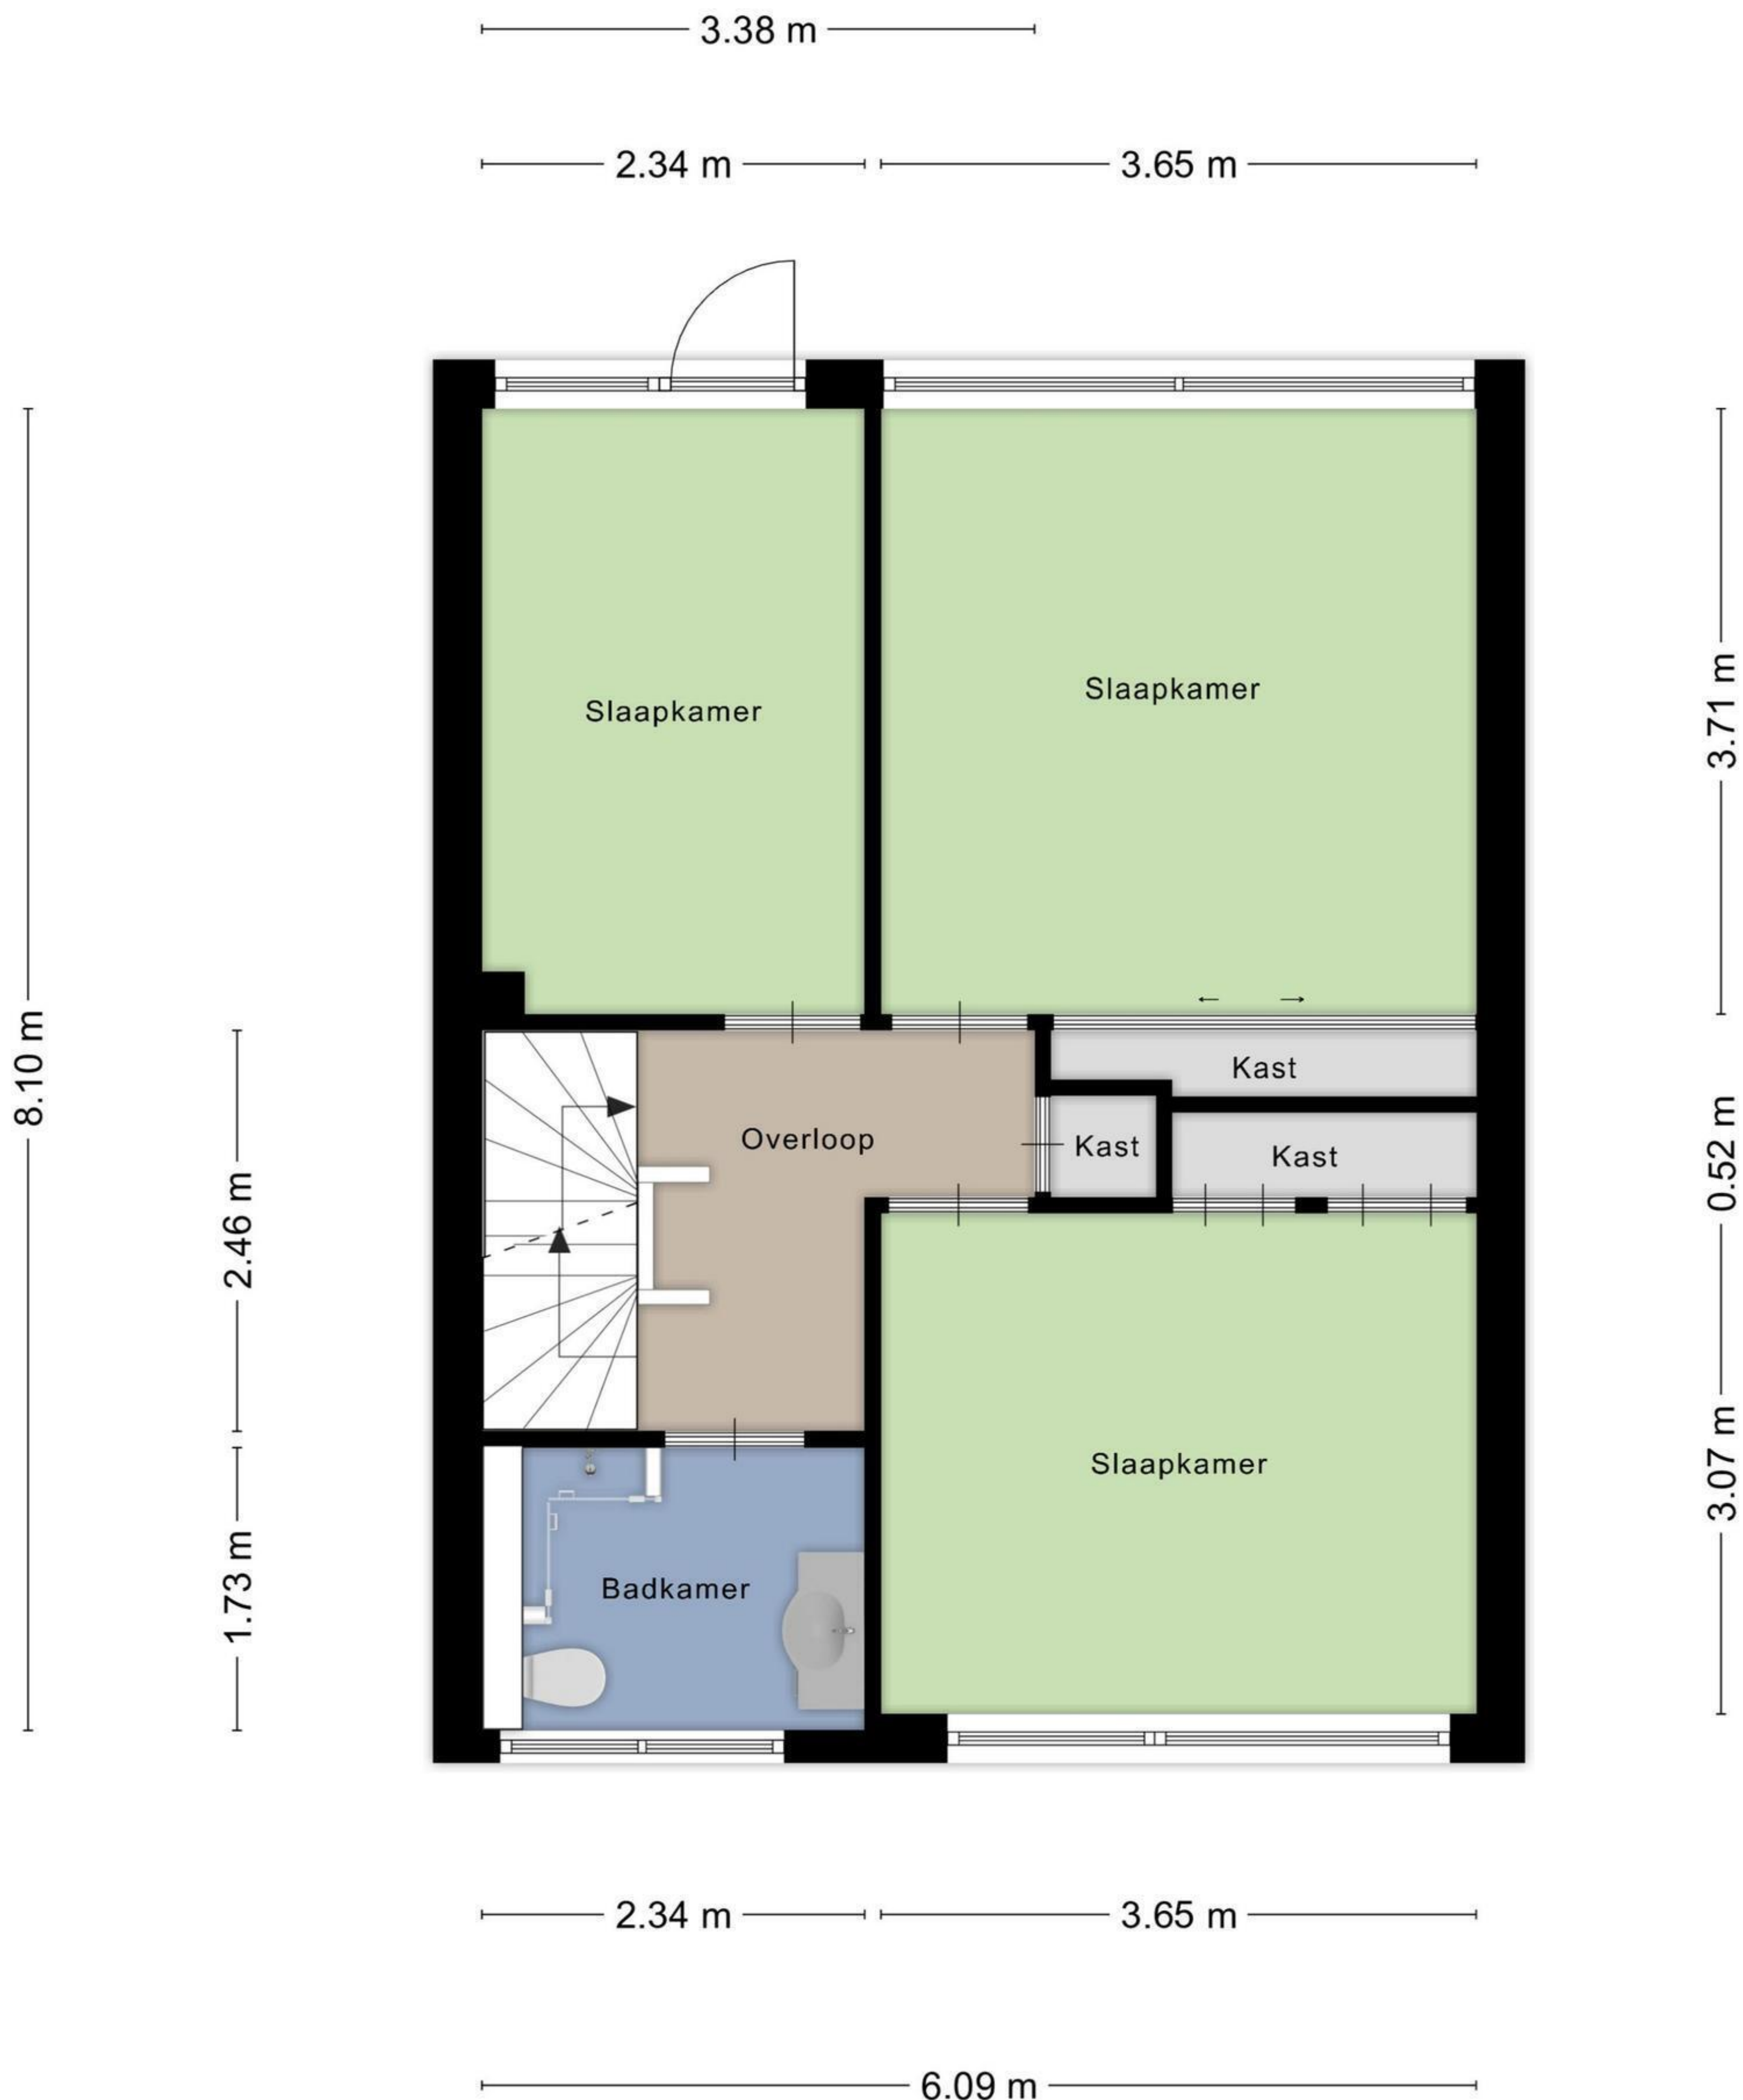 3.38 m
2.34 m
3.65 m
Slaapkamer
Slaapkamer
3.71 m
8.10 m
Kast
Overloop
Kast
Kast
0.52 m
2.46 m
Slaapkamer
3.07 m
Badkamer
1.73 m
2.34 m
3.65 m
6.09 m